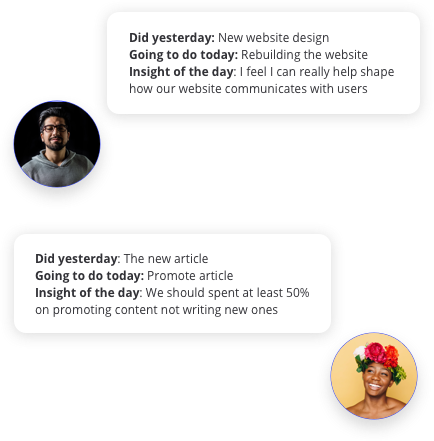 Did yesterday: New website design
Going to do today: Rebuilding the website
Insight of the day: I feel I can really help shape
how our website communicates with users
Did yesterday: The new article
Going to do today: Promote article
Insight of the day: We should spent at least 50%
on promoting content not writing new ones